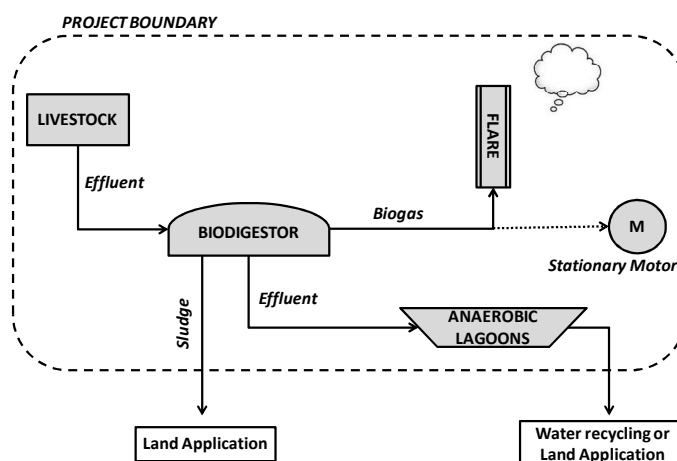 PROJECT BOUNDARY
LIVESTOCK
FLARE
Effluent
Biogas
BIODIGESTOR
M
Stationary Motor
Sludge
Effluent
ANAEROBIC
LAGOONS
Land Application
Water recycling or
Land Application